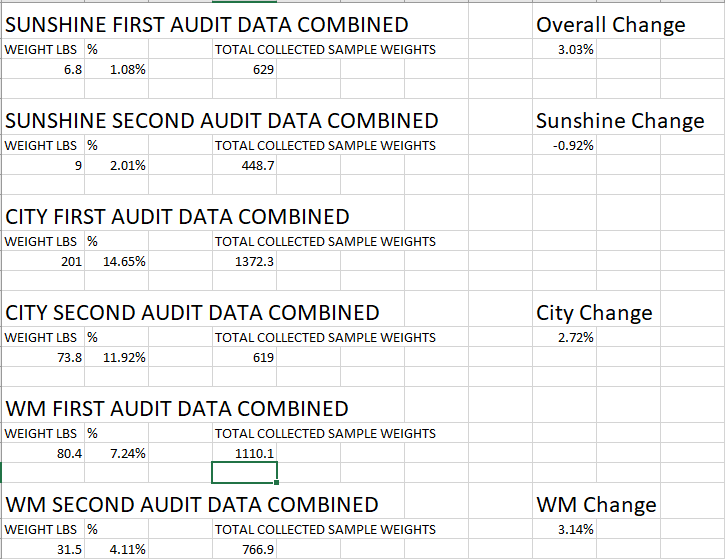 SUNSHINE FIRST AUDIT DATA COMBINED Overall Change
WEIGHT LBS % TOTAL COLLECTED SAMPLE WEIGHTS 3.03%
6.8 1.08% 629
SUNSHINE SECOND AUDIT DATA COMBINED Sunshine Change
WEIGHT LBS % TOTAL COLLECTED SAMPLE WEIGHTS -0.92%
9 2.01% 448.7
CITY FIRST AUDIT DATA COMBINED
WEIGHT LBS % TOTAL COLLECTED SAMPLE WEIGHTS
201 14.65% 1372.3
CITY SECOND AUDIT DATA COMBINED City Change
WEIGHT LBS % TOTAL COLLECTED SAMPLE WEIGHTS 2.72%
73.8 11.92% 619
WM FIRST AUDIT DATA COMBINED
WEIGHT LBS % TOTAL COLLECTED SAMPLE WEIGHTS
80.4 7.24% 1110.1
WM SECOND AUDIT DATA COMBINED WM Change
WEIGHT LBS % TOTAL COLLECTED SAMPLE WEIGHTS 3.14%
31.5 4.11% 766.9